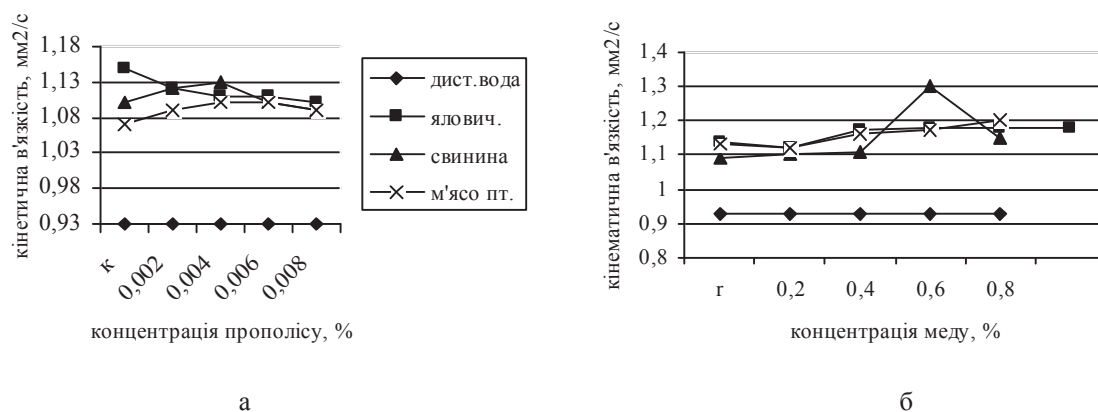 кінетична в'язкість, мм2/с
1,18
1,13
1,08
1,03
0,98
0,93
к
0,002
0,004
0,006
0,008
концентрація прополісу, %
а
дист.вода
ялович.
свинина
м'ясо пт.
кінематична в'язкість, мм2/с
1,4
1,3
1,2
1,1
1
0,9
0,8
г
0,2
0,4
0,6
0,8
концентрація меду, %
б